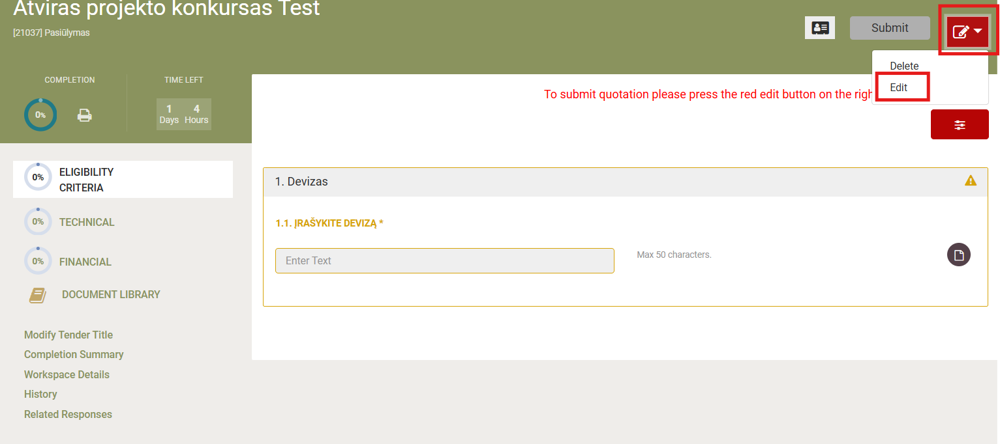 Atviras projekto konkursas Test
[21037] Pasiūlymas
Submit
Delete
Edit
COMPLETION
0%
TIME LEFT
1 4
Days Hours
To submit quotation please press the red edit button on the righ
0%
ELIGIBILITY
CRITERIA
0%
TECHNICAL
0%
FINANCIAL
DOCUMENT LIBRARY
Modify Tender Title
Completion Summary
Workspace Details
History
Related Responses
1. Devizas
1.1. ĮRAŠYKITE DEVIZĄ *
Enter Text
Max 50 characters.